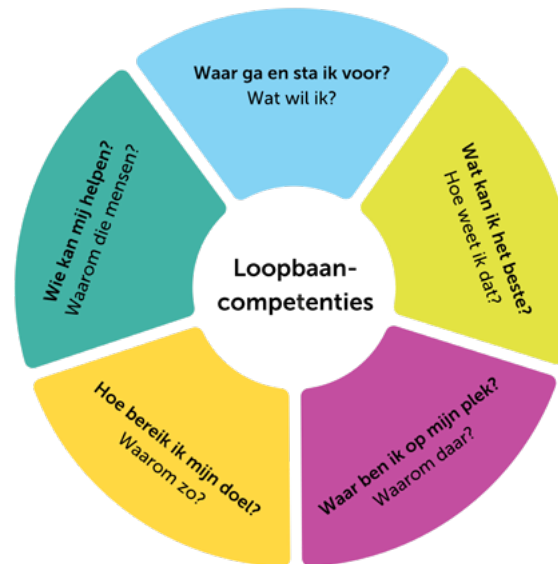 Waar ga en sta ik voor?
Wat wil ik?
Wat kan ik het beste?
Hoe weet ik dat?
Waar ben ik op mijn plek?
Waarom daar?
Hoe bereik ik mijn doel?
Waarom zo?
Wie kan mij helpen?
Waarom die mensen?
Loopbaan-
competenties